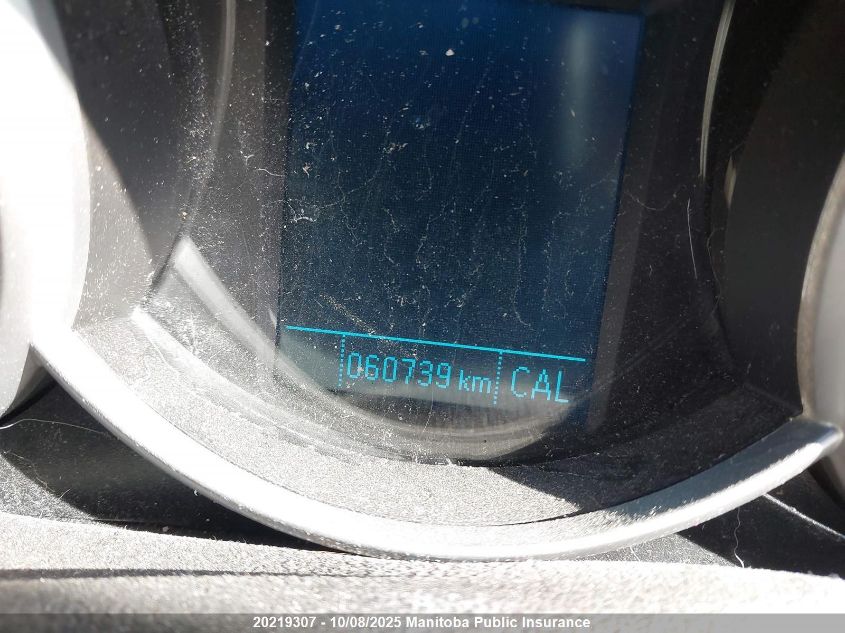 060739 km CAL
20219307 - 10/08/2025 Manitoba Public Insurance